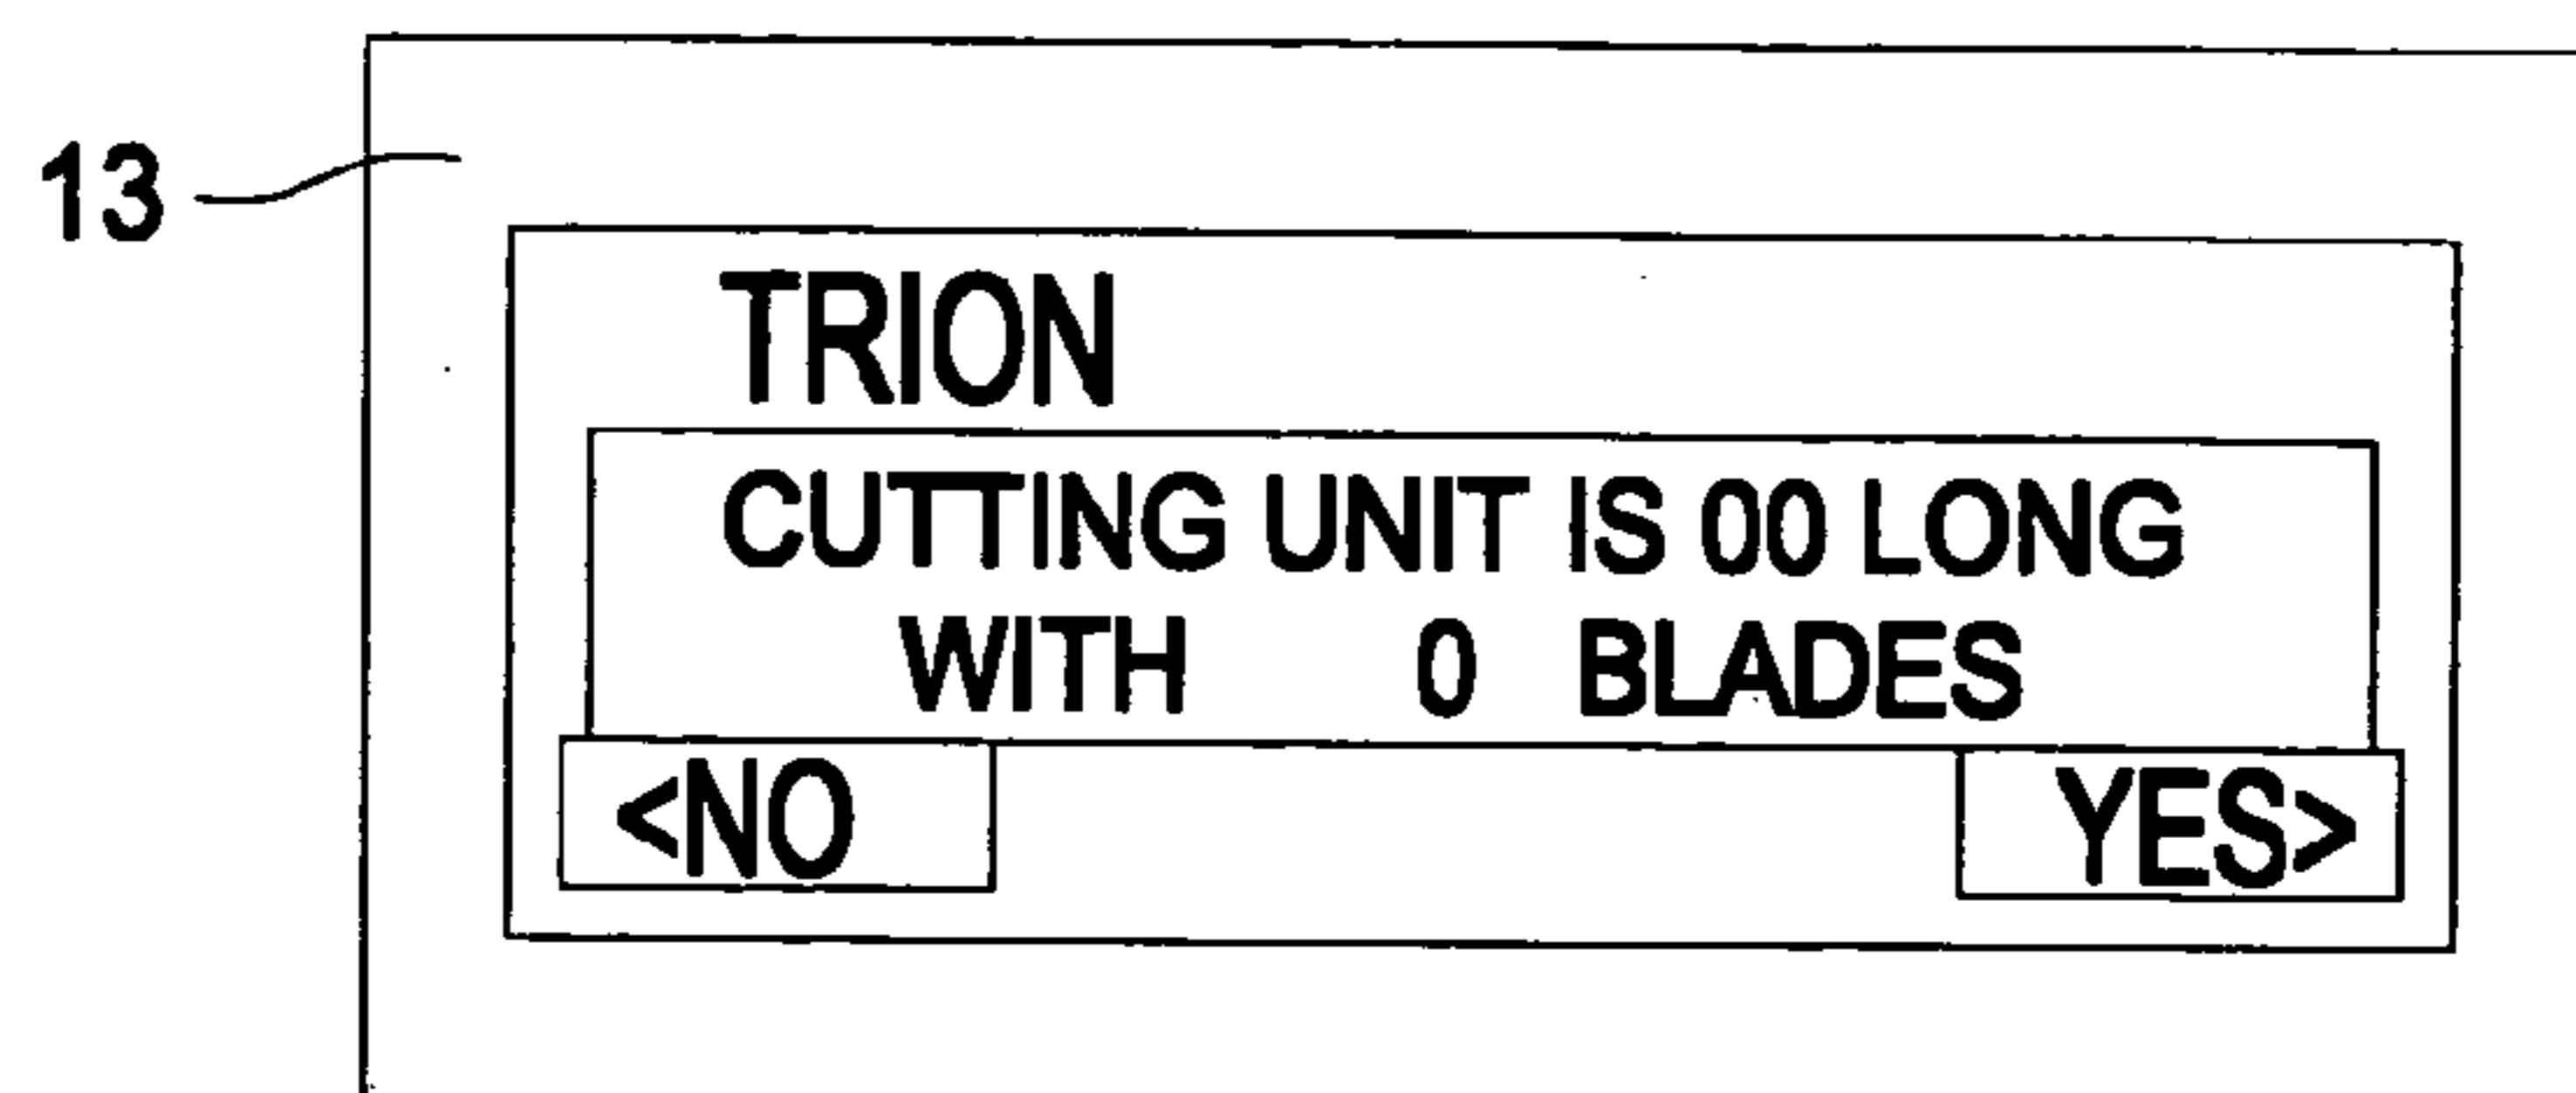 13
TRION
CUTTING UNIT IS 00 LONG
WITH 0 BLADES
<NO YES>